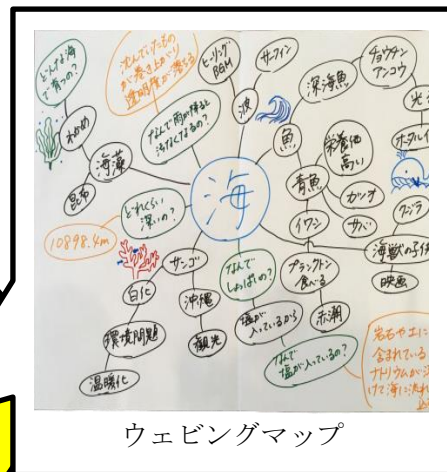 どんな海
で育つの?
わかめ
昆布
海藻
沈んでいたもの
が巻き上がり
透明度が落ちる
なんで雨が降ると
汚くなるの?
ヒーリング
BGM
サーフィン
波
深海魚
チョウチン
アンコウ
光る
ホタルイ
魚
栄養価
高い
青魚
カツオ
サバ
イワシ
プランクトン
食べる
赤潮
クジラ
海獣の子供
映画
海
どれくらい
深いの?
10898.4m
サンゴ
白化
環境問題
温暖化
沖縄
観光
なんで
しょっぱいの?
塩が
入っているから
なんで
塩が入っているの?
岩石や土に
含まれている
ナトリウムが溶
けて海に流れ
ウェビングマップ